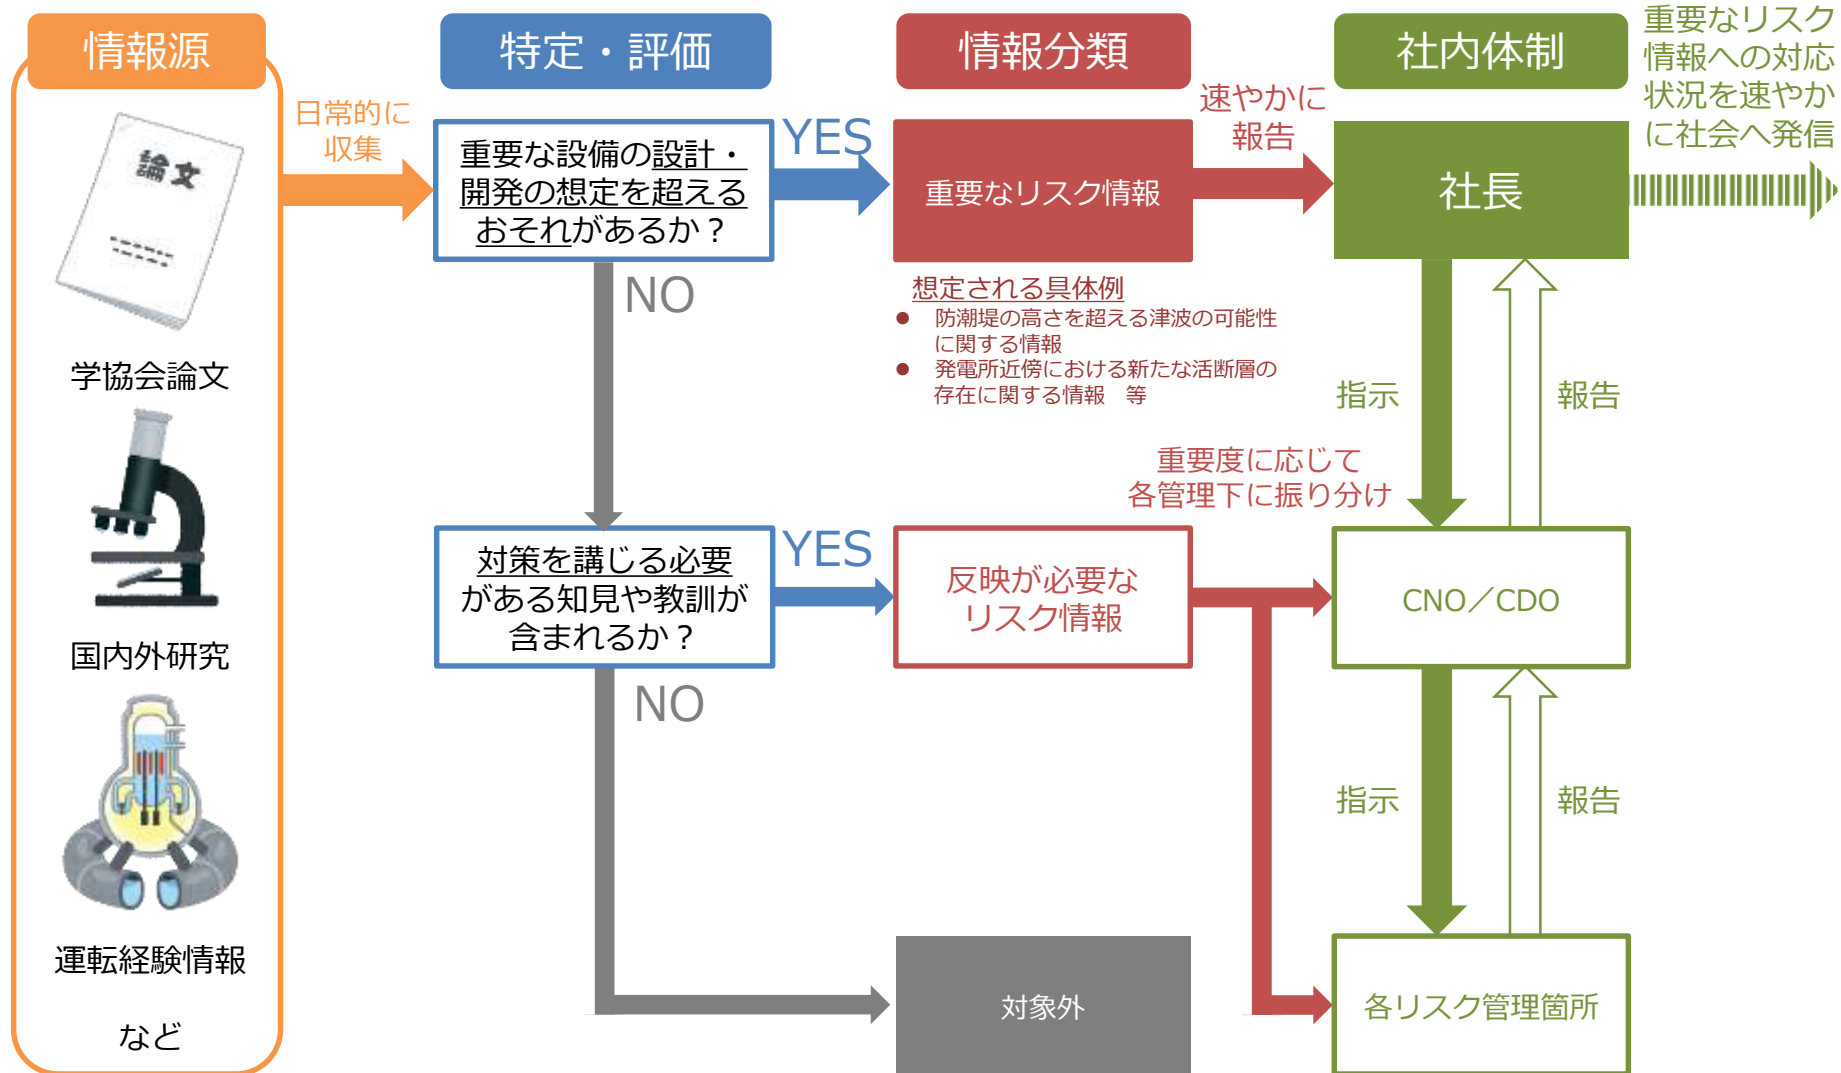 情報源
特定・評価
情報分類
社内体制
重要なリスク
情報への対応
状況を速やか
に社会へ発信
論文
学協会論文
国内外研究
運転経験情報
など
日常的に
収集
重要な設備の設計・
開発の想定を超える
おそれがあるか？
YES
NO
重要なリスク情報
速やかに
報告
社長
想定される具体例
● 防潮堤の高さを超える津波の可能性
に関する情報
● 発電所近傍における新たな活断層の
存在に関する情報　等
指示
報告
重要度に応じて
各管理下に振り分け
対策を講じる必要
がある知見や教訓が
含まれるか？
YES
NO
反映が必要な
リスク情報
CNO／CDO
指示
報告
対象外
各リスク管理箇所